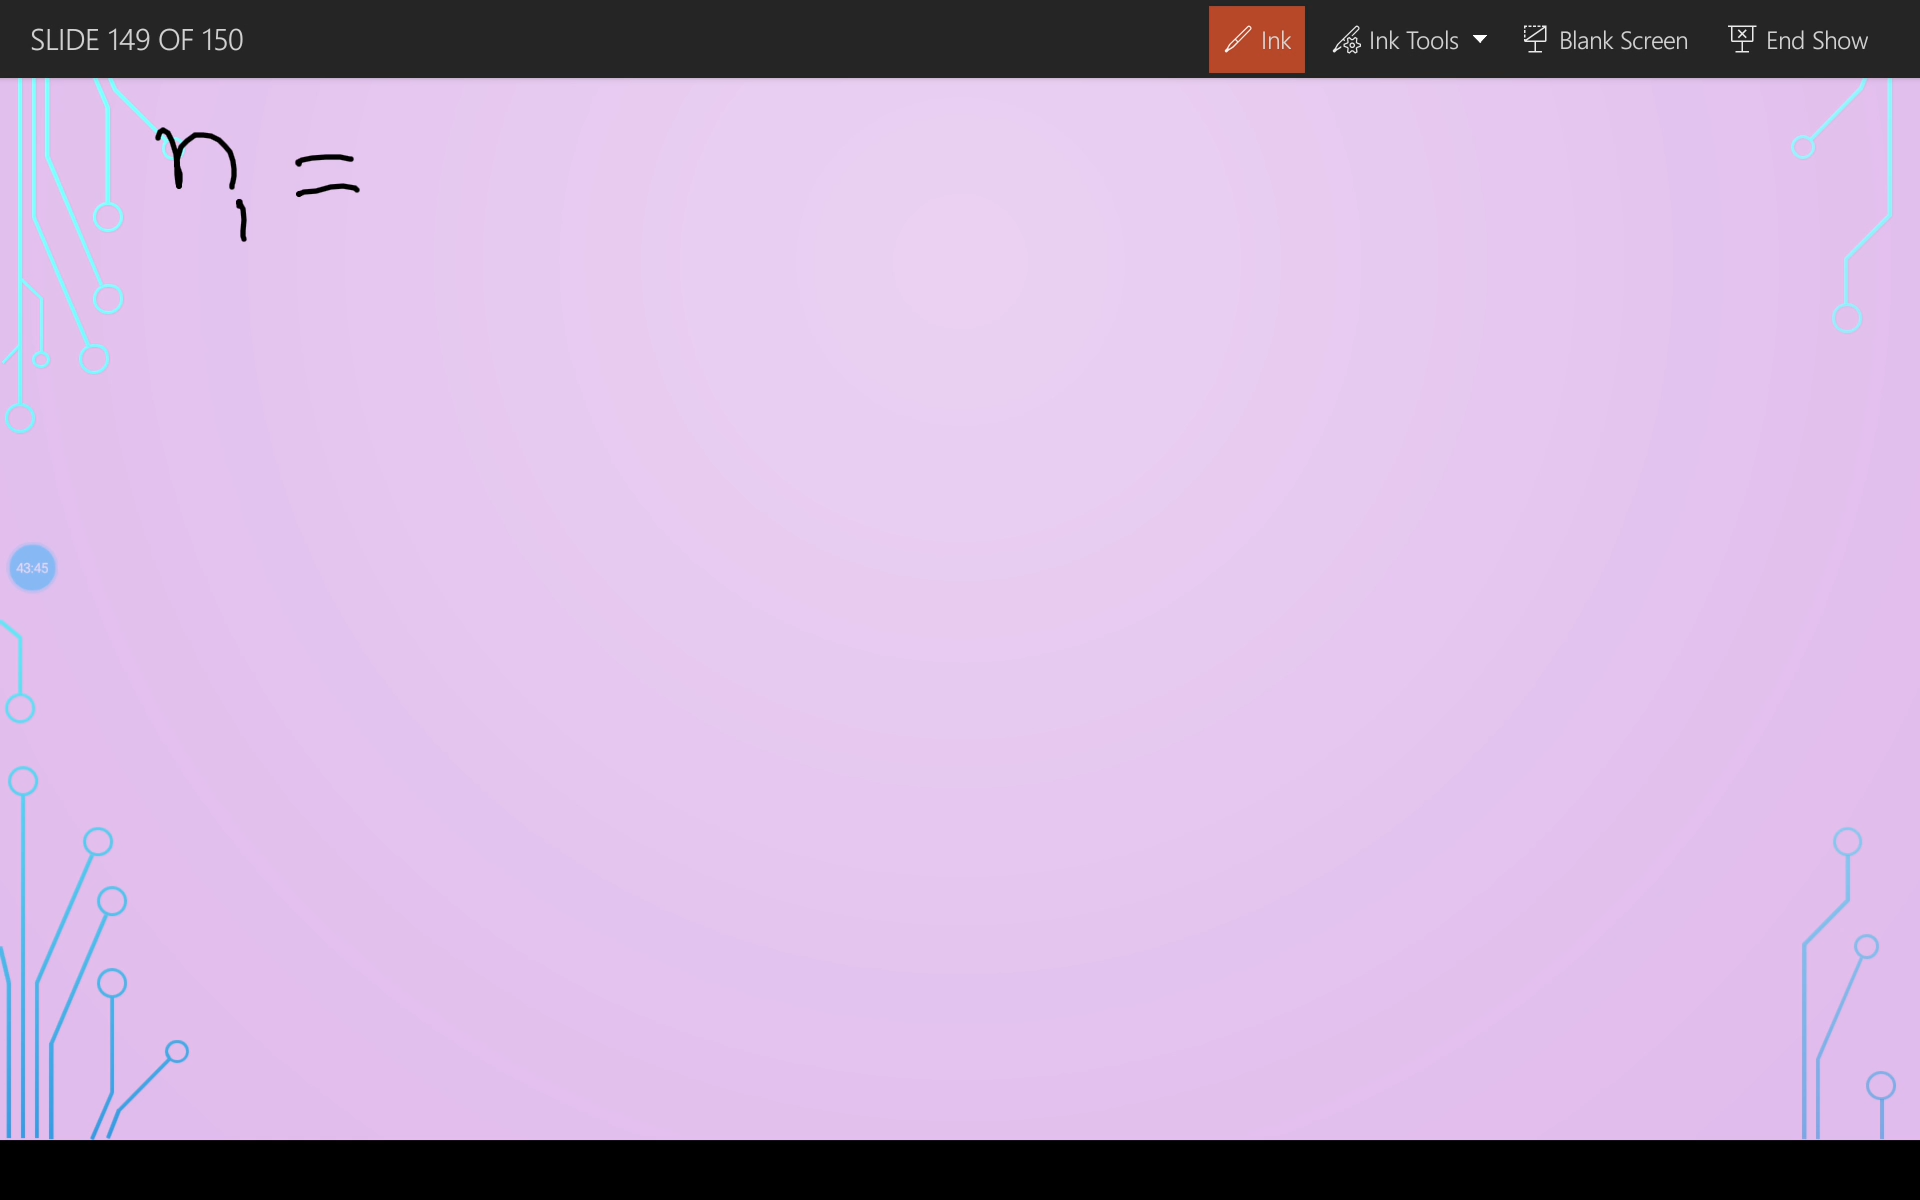 SLIDE 149 OF 150 Ink Ink Tools Blank Screen End Show
n₁ =
43:45